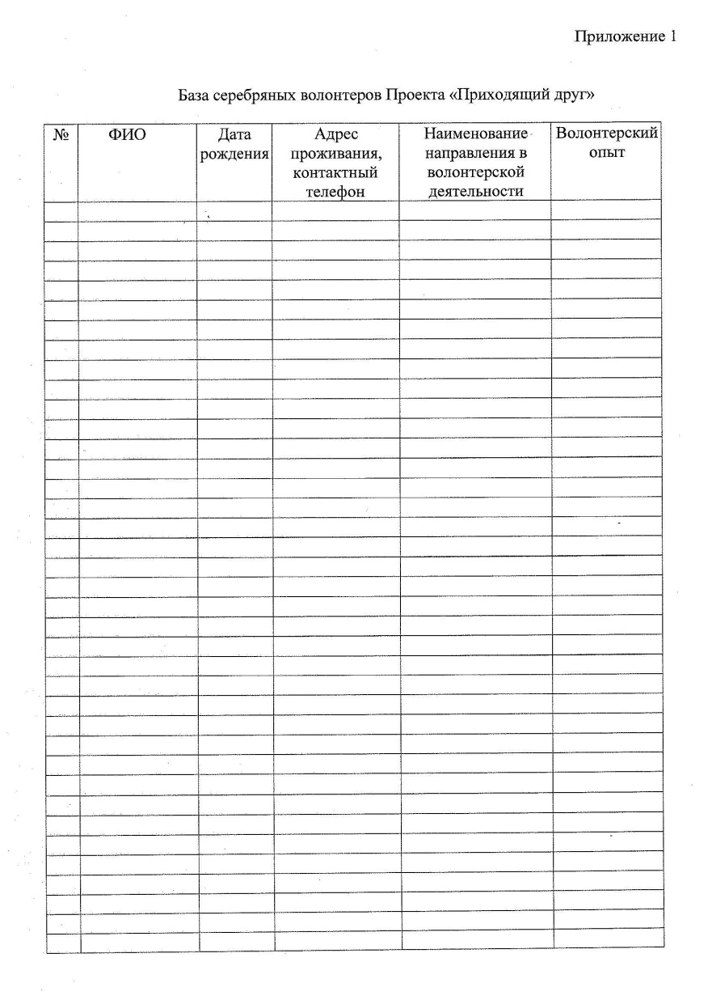 Приложение 1
База серебряных волонтеров Проекта «Приходящий друг»
№ ФИО Дата рождения Адрес проживания, контактный телефон Наименование направления в волонтерской деятельности Волонтерский опыт